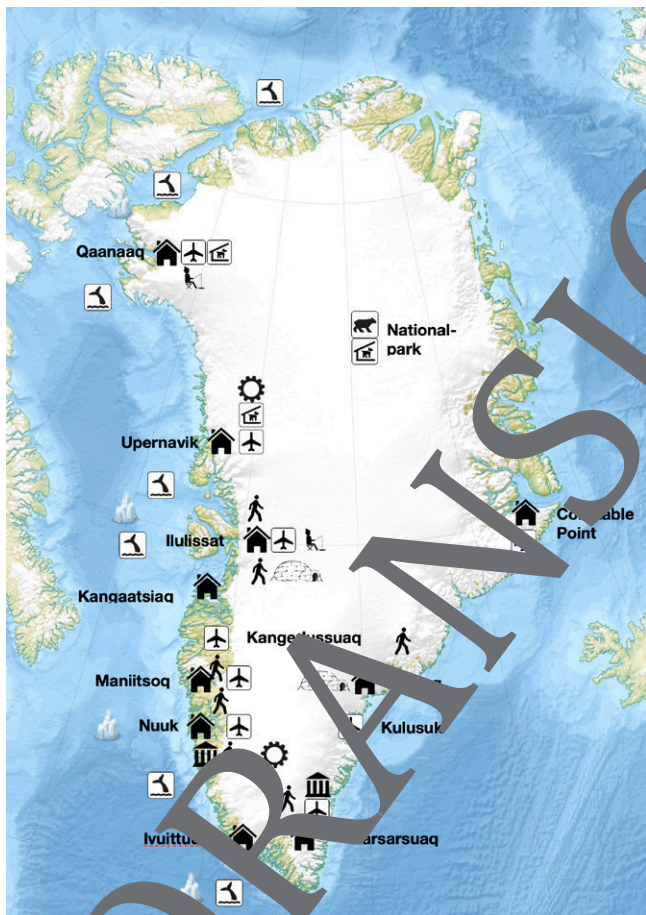 Qaanaaq
National-
park
Upernavik
Ilulissat
Point
Kangaatsiaq
Maniitsoq
Nuuk
Kulusuk